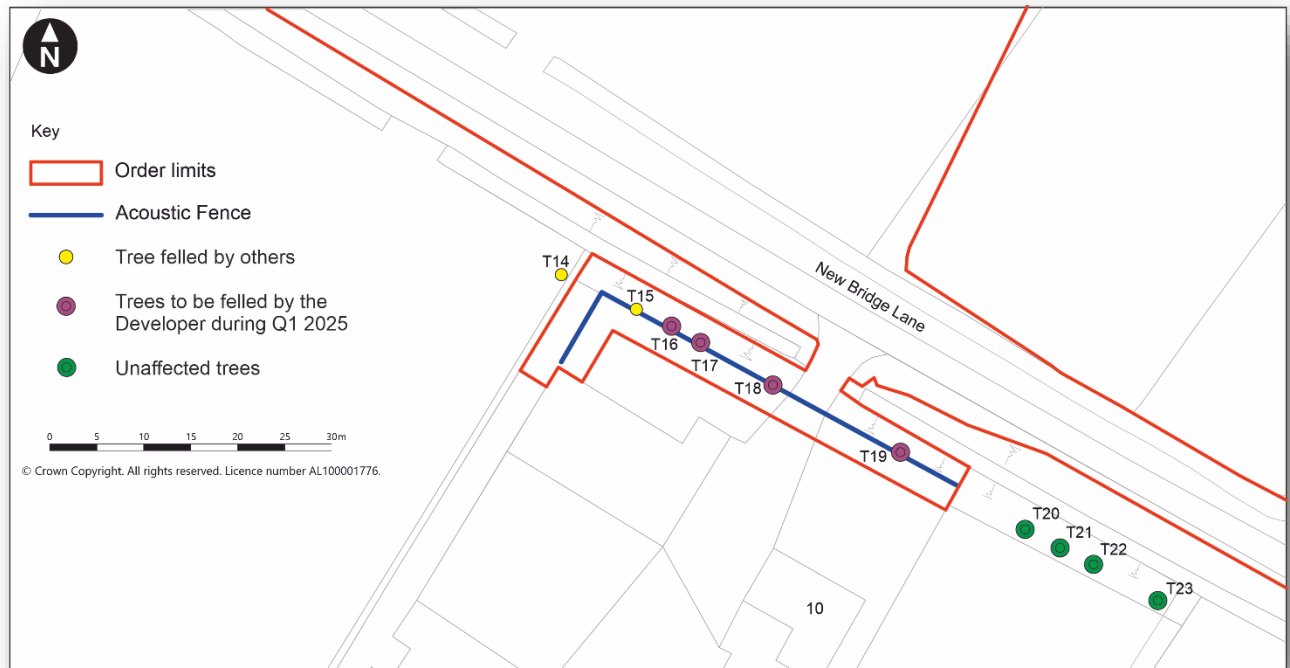 N
Key
Order limits
Acoustic Fence
Tree felled by others
Trees to be felled by the
Developer during Q1 2025
Unaffected trees
0 5 10 15 20 25 30m
© Crown Copyright. All rights reserved. Licence number AL100001776.
New Bridge Lane
T14
T15
T16
T17
T18
T19
T20
T21
T22
T23
10